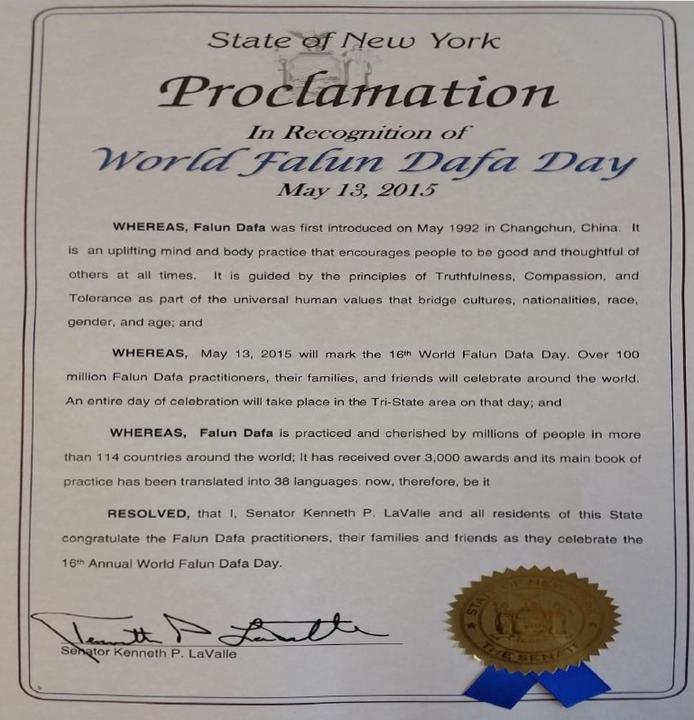 State of New York
Proclamation
In Recognition of
World Falun Dafa Day
May 13, 2015
WHEREAS, Falun Dafa was first introduced on May 1992 in Changchun, China. It
is an uplifting mind and body practice that encourages people to be good and thoughtful of
others at all times. It is guided by the principles of Truthfulness, Compassion, and
Tolerance as part of the universal human values that bridge cultures, nationalities, race,
gender, and age; and
WHEREAS, May 13, 2015 will mark the 16th World Falun Dafa Day. Over 100
million Falun Dafa practitioners, their families, and friends will celebrate around the world.
An entire day of celebration will take place in the Tri-State area on that day; and
WHEREAS, Falun Dafa is practiced and cherished by millions of people in more
than 114 countries around the world; It has received over 3,000 awards and its main book of
practice has been translated into 38 languages; now, therefore, be it
RESOLVED, that I, Senator Kenneth P. LaValle and all residents of this State
congratulate the Falun Dafa practitioners, their families and friends as they celebrate the
16th Annual World Falun Dafa Day.
Kenneth P LaValle
Senator Kenneth P. LaValle
STATE OF NEW YORK
THE SENATE